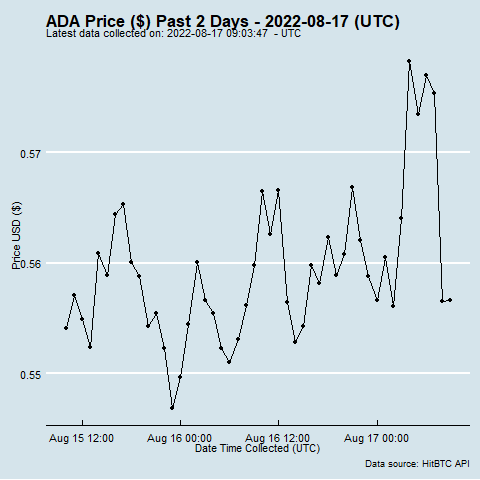 ADA Price ($) Past 2 Days - 2022-08-17 (UTC)
Latest data collected on: 2022-08-17 09:03:47 - UTC
0.57
0.56
0.55
Price USD ($)
Aug 15 12:00 Aug 16 00:00 Aug 16 12:00 Aug 17 00:00
Date Time Collected (UTC)
Data source: HitBTC API